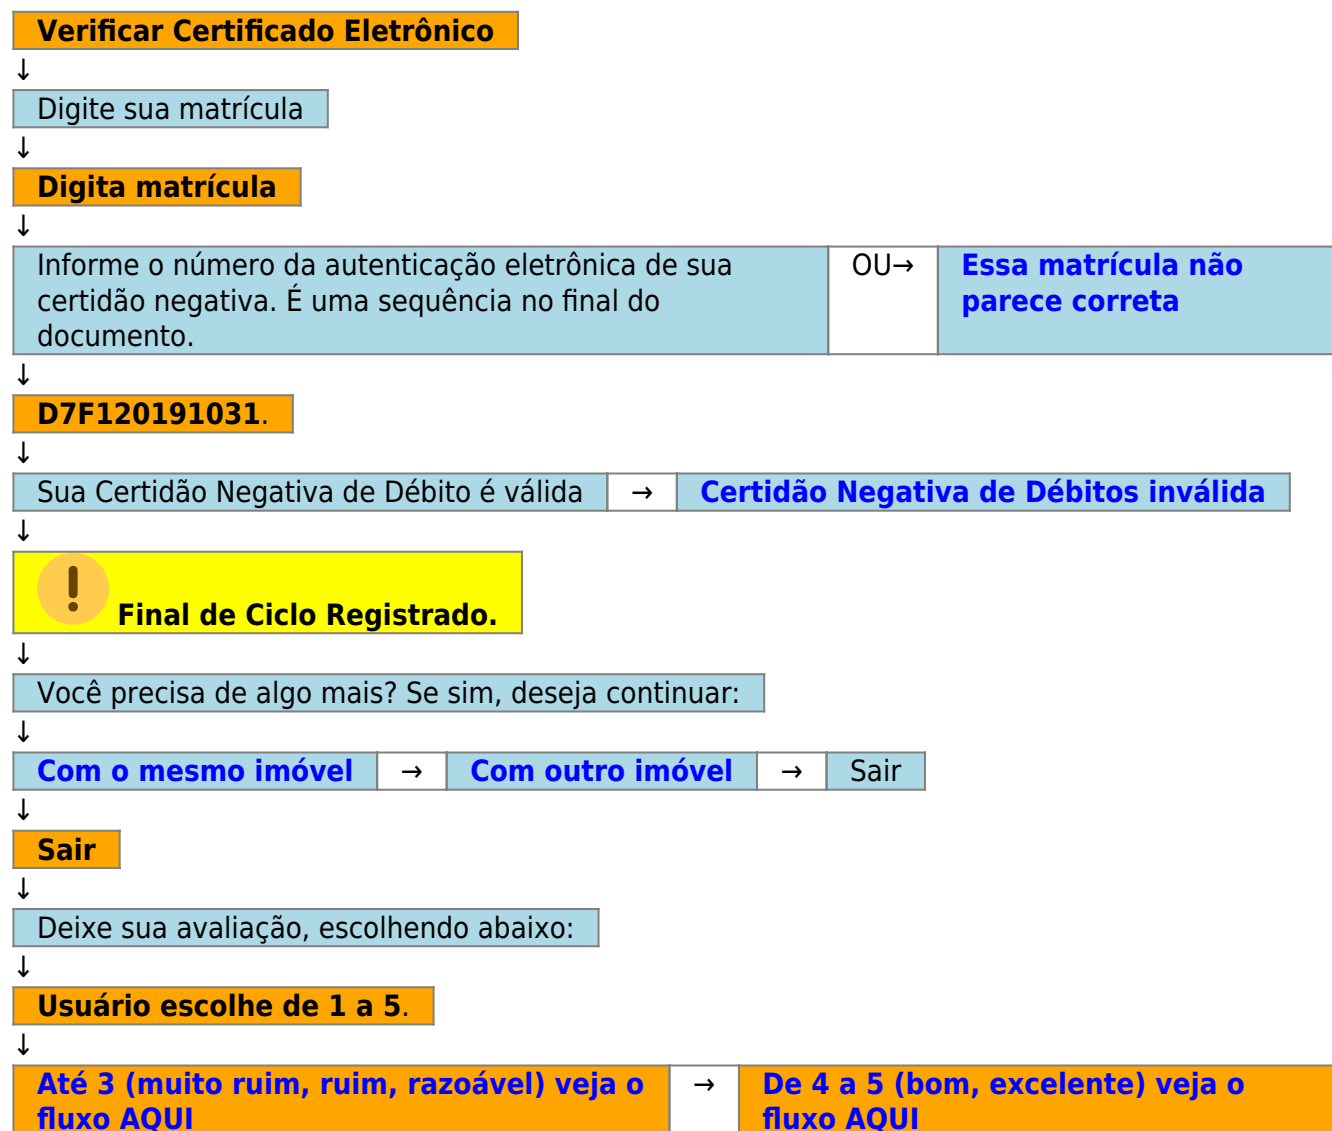 Verificar Certificado Eletrônico
↓
Digite sua matrícula
↓
Digita matrícula
↓
Informe o número da autenticação eletrônica de sua
certidão negativa. É uma sequência no final do
documento.
OU→
Essa matrícula não
parece correta
↓
D7F120191031.
↓
Sua Certidão Negativa de Débito é válida → Certidão Negativa de Débitos inválida
↓
Final de Ciclo Registrado.
↓
Você precisa de algo mais? Se sim, deseja continuar:
↓
Com o mesmo imóvel → Com outro imóvel → Sair
↓
Sair
↓
Deixe sua avaliação, escolhendo abaixo:
↓
Usuário escolhe de 1 a 5.
↓
Até 3 (muito ruim, ruim, razoável) veja o
fluxo AQUI
→
De 4 a 5 (bom, excelente) veja o
fluxo AQUI